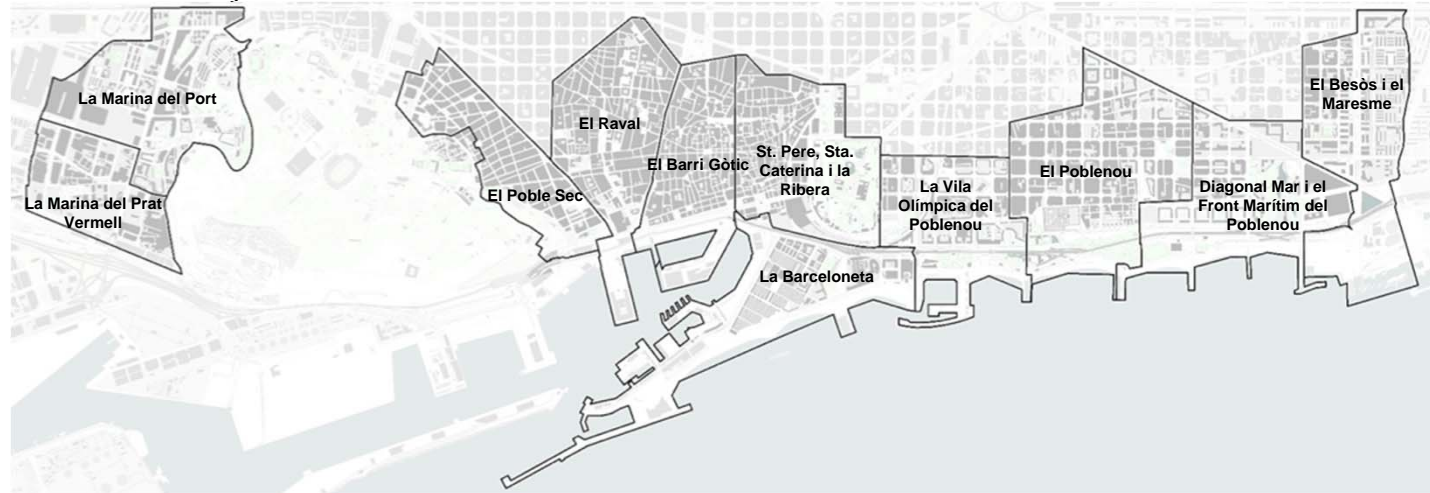 La Marina del Port
La Marina del Prat
Vermell
El Poble Sec
El Raval
El Barri Gòtic
St. Pere, Sta.
Caterina i la
Ribera
La Barceloneta
La Vila
Olímpica del
Poblenou
El Poblenou
Diagonal Mar i el
Front Marítim del
Poblenou
El Besòs i el
Maresme